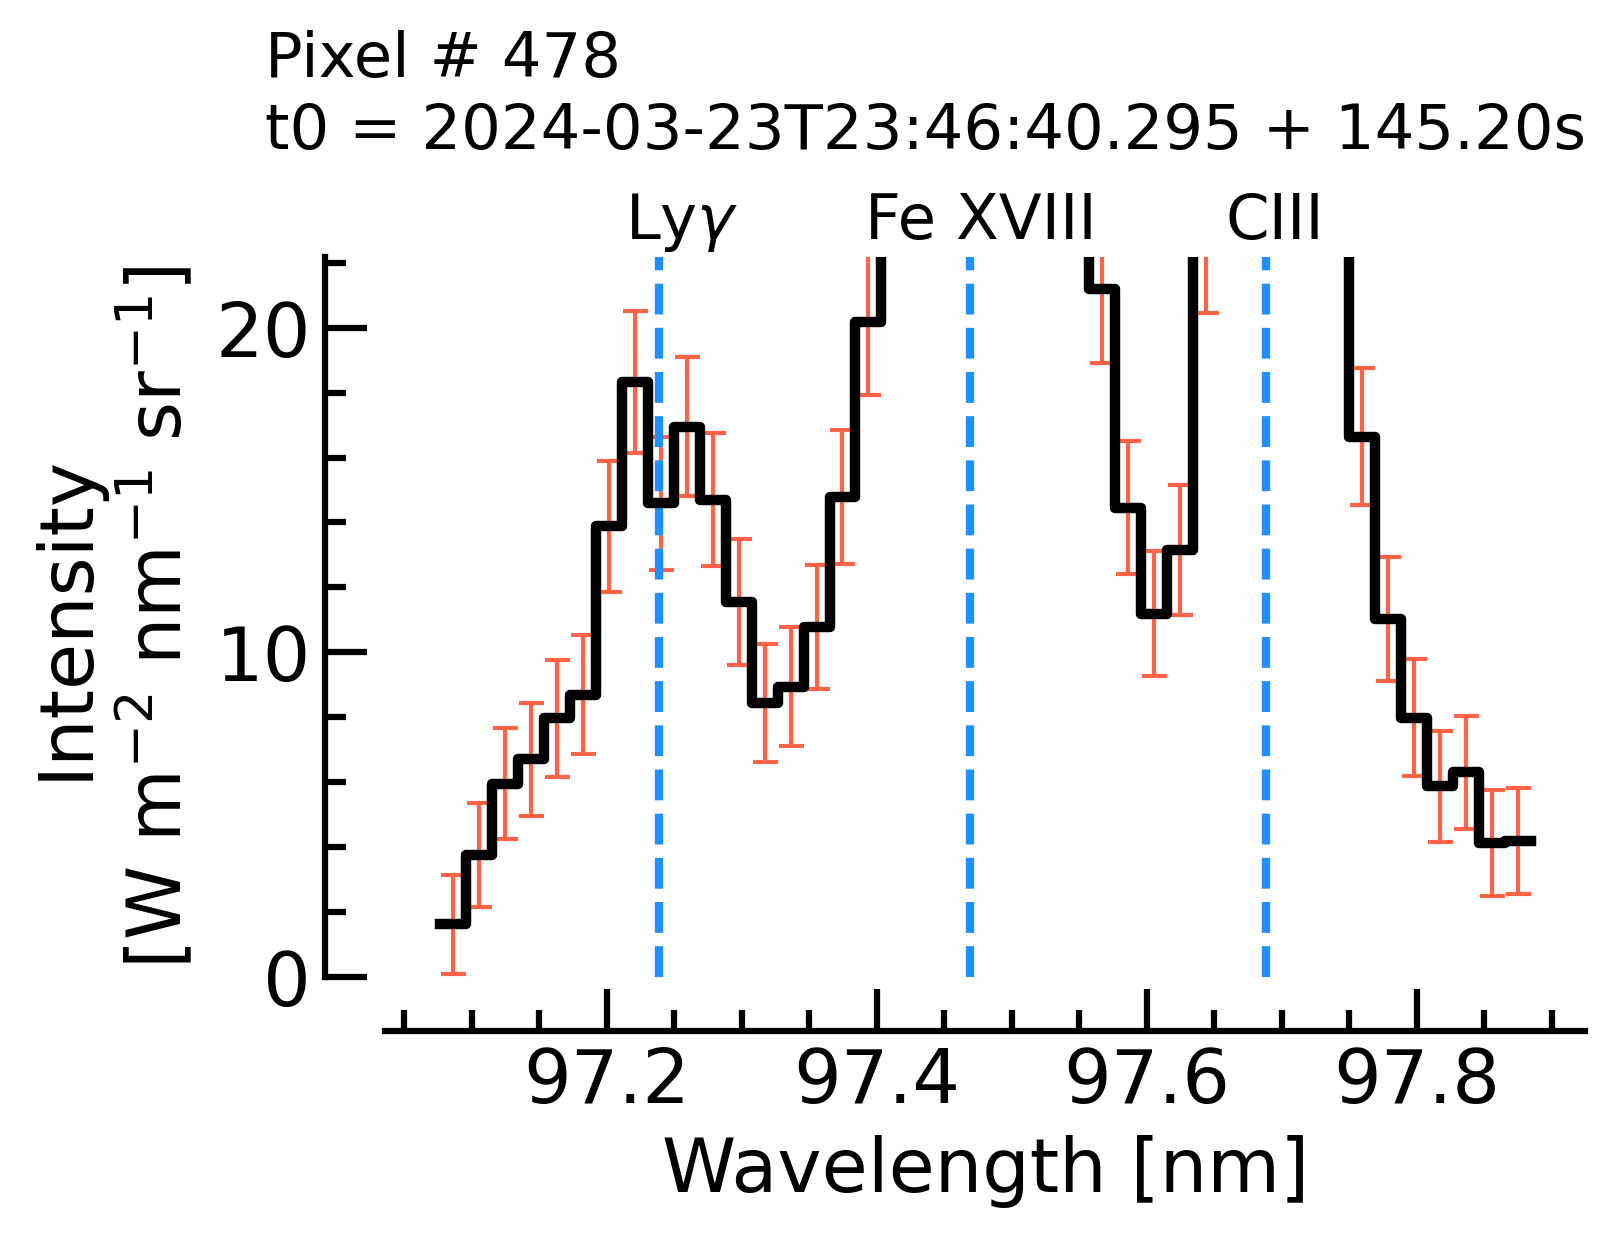 Pixel # 478
t0 = 2024-03-23T23:46:40.295 + 145.20s
Lyγ Fe XVIII CIII
Intensity
[W m⁻² nm⁻¹ sr⁻¹]
20
10
0
97.2 97.4 97.6 97.8
Wavelength [nm]